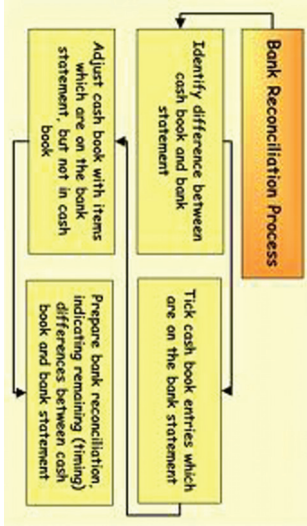 Bank Reconciliation Process
Identify difference between
cash book and bank
statement
Tick cash book entries which
are on the bank statement
Adjust cash book with items
which are on the bank
statement, but not in cash
book
Prepare bank reconciliation,
indicating remaining (timing)
differences between cash
book and bank statement